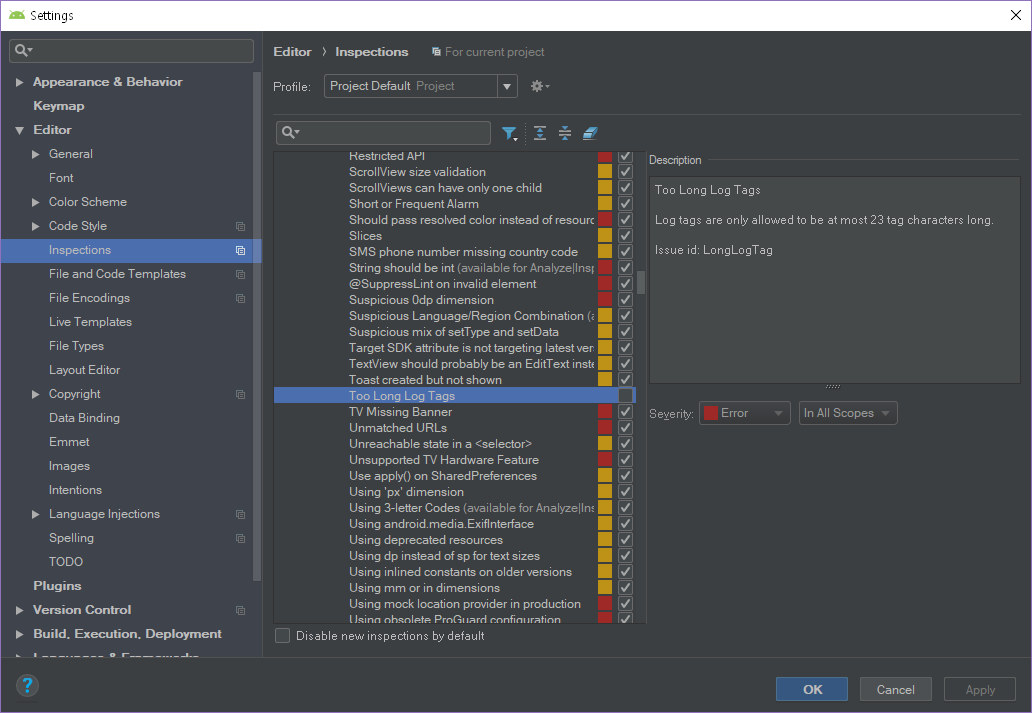 Settings
Appearance & Behavior
Keymap
Editor
General
Font
Color Scheme
Code Style
Inspections
File and Code Templates
File Encodings
Live Templates
File Types
Layout Editor
Copyright
Data Binding
Emmet
Images
Intentions
Language Injections
Spelling
TODO
Plugins
Version Control
Build, Execution, Deployment
Languages & Frameworks
Editor › Inspections For current project
Profile: Project Default Project
Restricted API
ScrollView size validation
ScrollViews can have only one child
Short or Frequent Alarm
Should pass resolved color instead of resourc
Slices
SMS phone number missing country code
String should be int (available for Analyze|Insp
@SuppressLint on invalid element
Suspicious 0dp dimension
Suspicious Language/Region Combination (a
Suspicious mix of setType and setData
Target SDK attribute is not targeting latest ver
TextView should probably be an EditText inste
Toast created but not shown
Too Long Log Tags
TV Missing Banner
Unmatched URLs
Unreachable state in a <selector>
Unsupported TV Hardware Feature
Use apply() on SharedPreferences
Using 'px' dimension
Using 3-letter Codes (available for Analyze|Ins
Using android.media.ExifInterface
Using deprecated resources
Using dp instead of sp for text sizes
Using inlined constants on older versions
Using mm or in dimensions
Using mock location provider in production
Using obsolete ProGuard configuration
Disable new inspections by default
Description
Too Long Log Tags
Log tags are only allowed to be at most 23 tag characters long.
Issue id: LongLogTag
Severity: Error In All Scopes
?
OK Cancel Apply